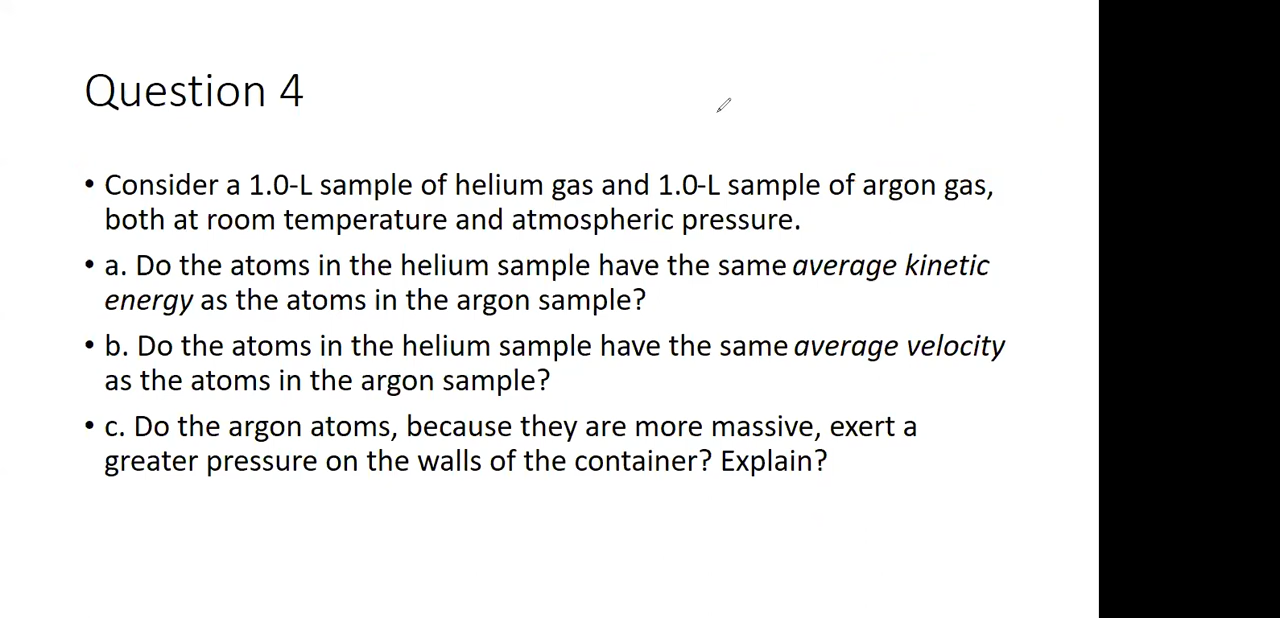 Question 4
• Consider a 1.0-L sample of helium gas and 1.0-L sample of argon gas,
both at room temperature and atmospheric pressure.
• a. Do the atoms in the helium sample have the same average kinetic
energy as the atoms in the argon sample?
• b. Do the atoms in the helium sample have the same average velocity
as the atoms in the argon sample?
• c. Do the argon atoms, because they are more massive, exert a
greater pressure on the walls of the container? Explain?